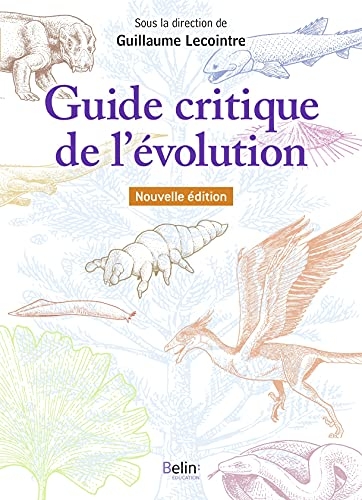 Sous la direction de
Guillaume Lecointre
Guide critique
de l'évolution
Nouvelle édition
Belin:
ÉDUCATION